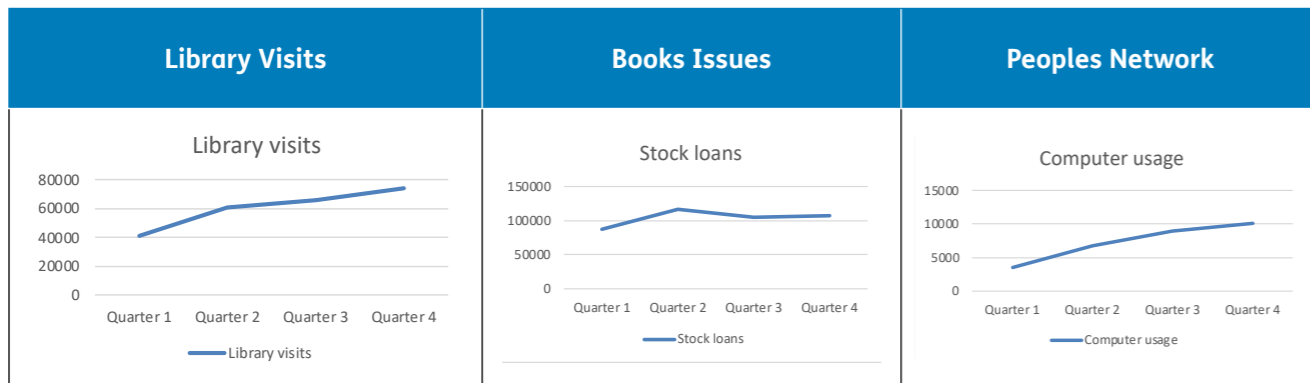 Library Visits
Books Issues
Peoples Network
Library visits
80000
60000
40000
20000
0
Quarter 1 Quarter 2 Quarter 3 Quarter 4
Library visits
Stock loans
150000
100000
50000
0
Quarter 1 Quarter 2 Quarter 3 Quarter 4
Stock loans
Computer usage
15000
10000
5000
0
Quarter 1 Quarter 2 Quarter 3 Quarter 4
Computer usage